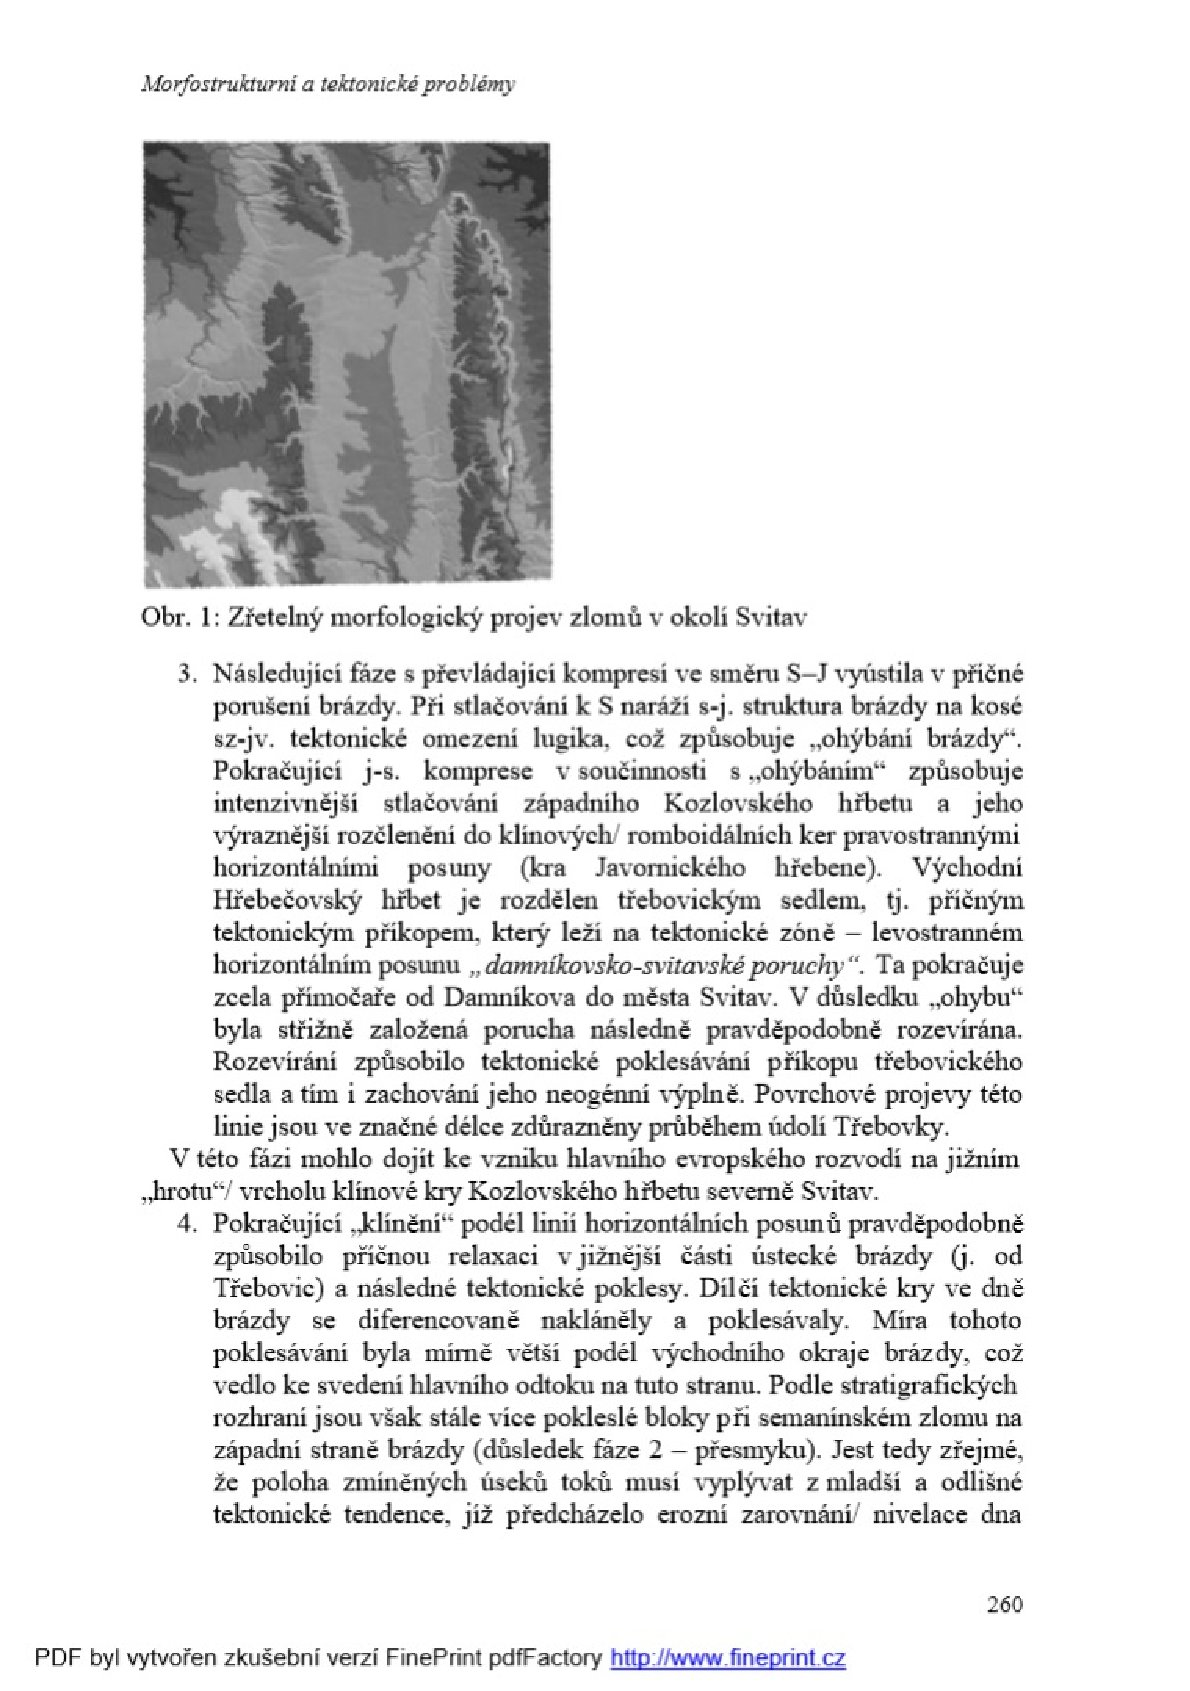 Morfostrukturní a tektonické problémy
Obr. 1: Zřetelný morfologický projev zlomů v okolí Svitav
3. Následující fáze s převládající kompresí ve směru S–J vyústila v příčné
porušení brázdy. Při stlačování k S naráží s-j. struktura brázdy na kosé
sz-jv. tektonické omezení lugika, což způsobuje „ohýbání brázdy“.
Pokračující j-s. komprese v součinnosti s „ohýbáním“ způsobuje
intenzivnější stlačování západního Kozlovského hřbetu a jeho
výraznější rozčlenění do klínových/ romboidálních ker pravostrannými
horizontálními posuny (kra Javornického hřebene). Východní
Hřebečovský hřbet je rozdělen třebovickým sedlem, tj. příčným
tektonickým příkopem, který leží na tektonické zóně – levostranném
horizontálním posunu „damníkovsko-svitavské poruchy“. Ta pokračuje
zcela přímočaře od Damníkova do města Svitav. V důsledku „ohybu“
byla střižně založená porucha následně pravděpodobně rozevírána.
Rozevírání způsobilo tektonické poklesávání příkopu třebovického
sedla a tím i zachování jeho neogénní výplně. Povrchové projevy této
linie jsou ve značné délce zdůrazněny průběhem údolí Třebovky.
V této fázi mohlo dojít ke vzniku hlavního evropského rozvodí na jižním
„hrotu“/ vrcholu klínové kry Kozlovského hřbetu severně Svitav.
4. Pokračující „klínění“ podél linií horizontálních posunů pravděpodobně
způsobilo příčnou relaxaci v jižnější části ústecké brázdy (j. od
Třebovic) a následné tektonické poklesy. Dílčí tektonické kry ve dně
brázdy se diferencovaně nakláněly a poklesávaly. Míra tohoto
poklesávání byla mírně větší podél východního okraje brázdy, což
vedlo ke svedení hlavního odtoku na tuto stranu. Podle stratigrafických
rozhraní jsou však stále více pokleslé bloky při semanínském zlomu na
západní straně brázdy (důsledek fáze 2 – přesmyku). Jest tedy zřejmé,
že poloha zmíněných úseků toků musí vyplývat z mladší a odlišné
tektonické tendence, jíž předcházelo erozní zarovnání/ nivelace dna
260
PDF byl vytvořen zkušební verzí FinePrint pdfFactory http://www.fineprint.cz